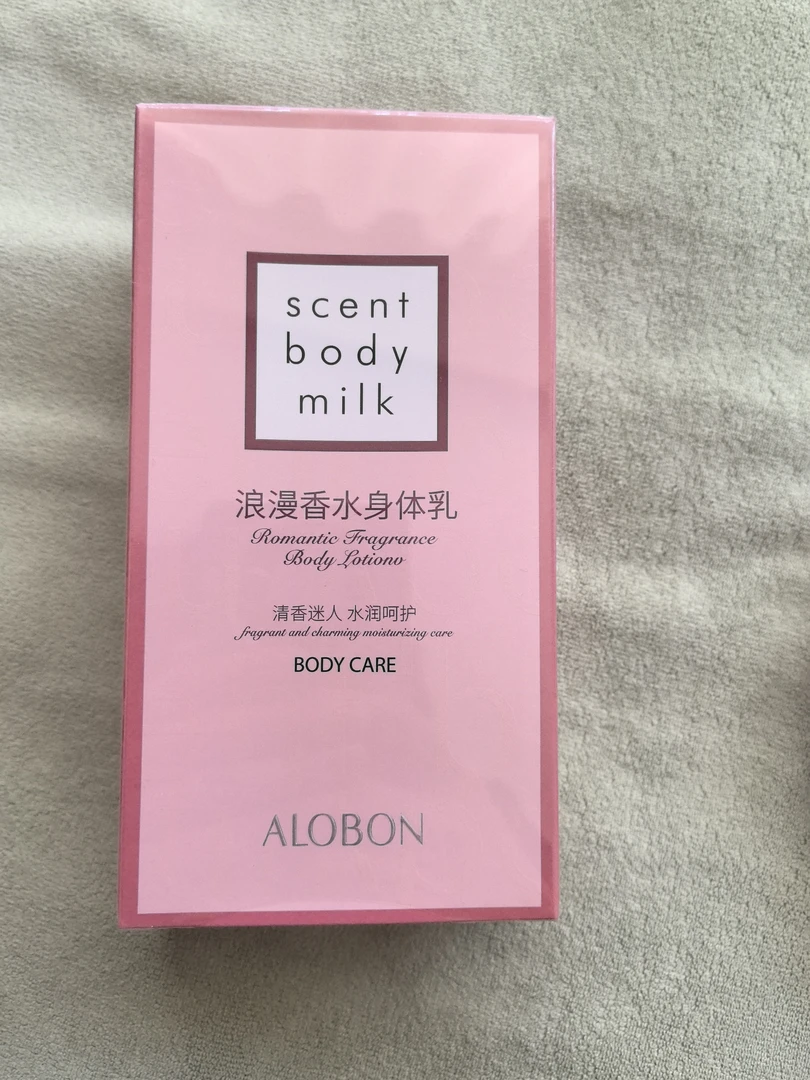 scent
body
milk
浪漫香水身体乳
Romantic Fragrance
Body Lotionv
清香迷人 水润呵护
fragrant and charming moisturizing care
BODY CARE
ALOBON